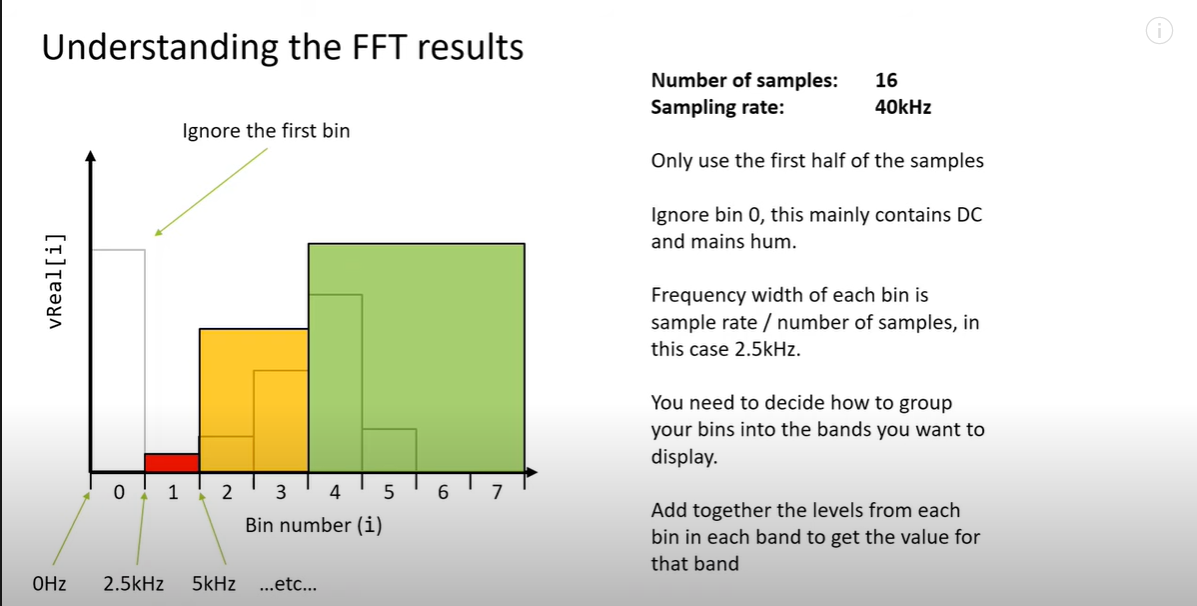 Understanding the FFT results
Number of samples: 16
Sampling rate: 40kHz
Ignore the first bin
Only use the first half of the samples
Ignore bin 0, this mainly contains DC
and mains hum.
Frequency width of each bin is
sample rate / number of samples, in
this case 2.5kHz.
You need to decide how to group
your bins into the bands you want to
display.
Add together the levels from each
bin in each band to get the value for
that band
vReal[i]
0 1 2 3 4 5 6 7
Bin number (i)
0Hz 2.5kHz 5kHz ...etc...
i